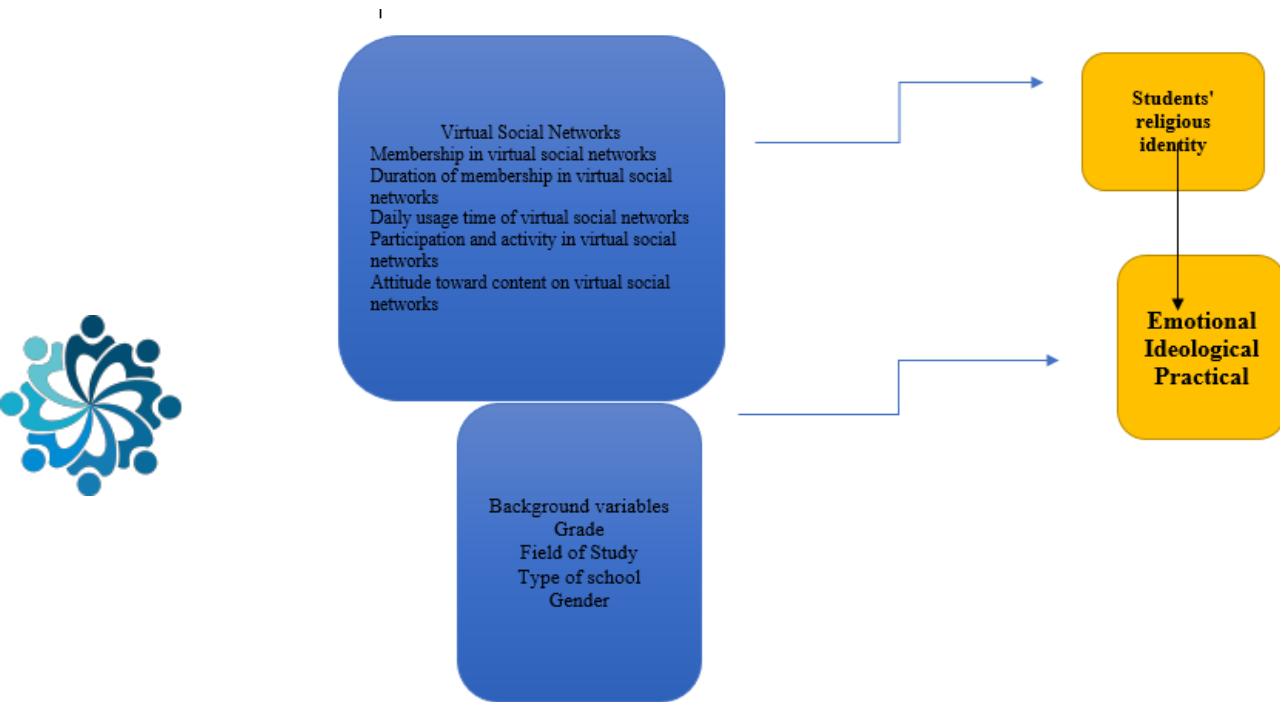 Virtual Social Networks
Membership in virtual social networks
Duration of membership in virtual social
networks
Daily usage time of virtual social networks
Participation and activity in virtual social
networks
Attitude toward content on virtual social
networks
Background variables
Grade
Field of Study
Type of school
Gender
Students'
religious
identity
Emotional
Ideological
Practical